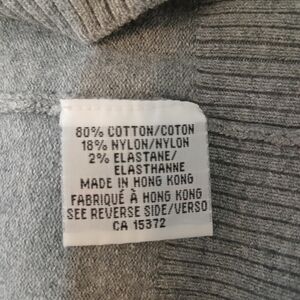 80% COTTON/COTON
18% NYLON/NYLON
2% ELASTANE/
ELASTHANNE
MADE IN HONG KONG
FABRIQUÉ À HONG KONG
SEE REVERSE SIDE/VERSO
CA 15372